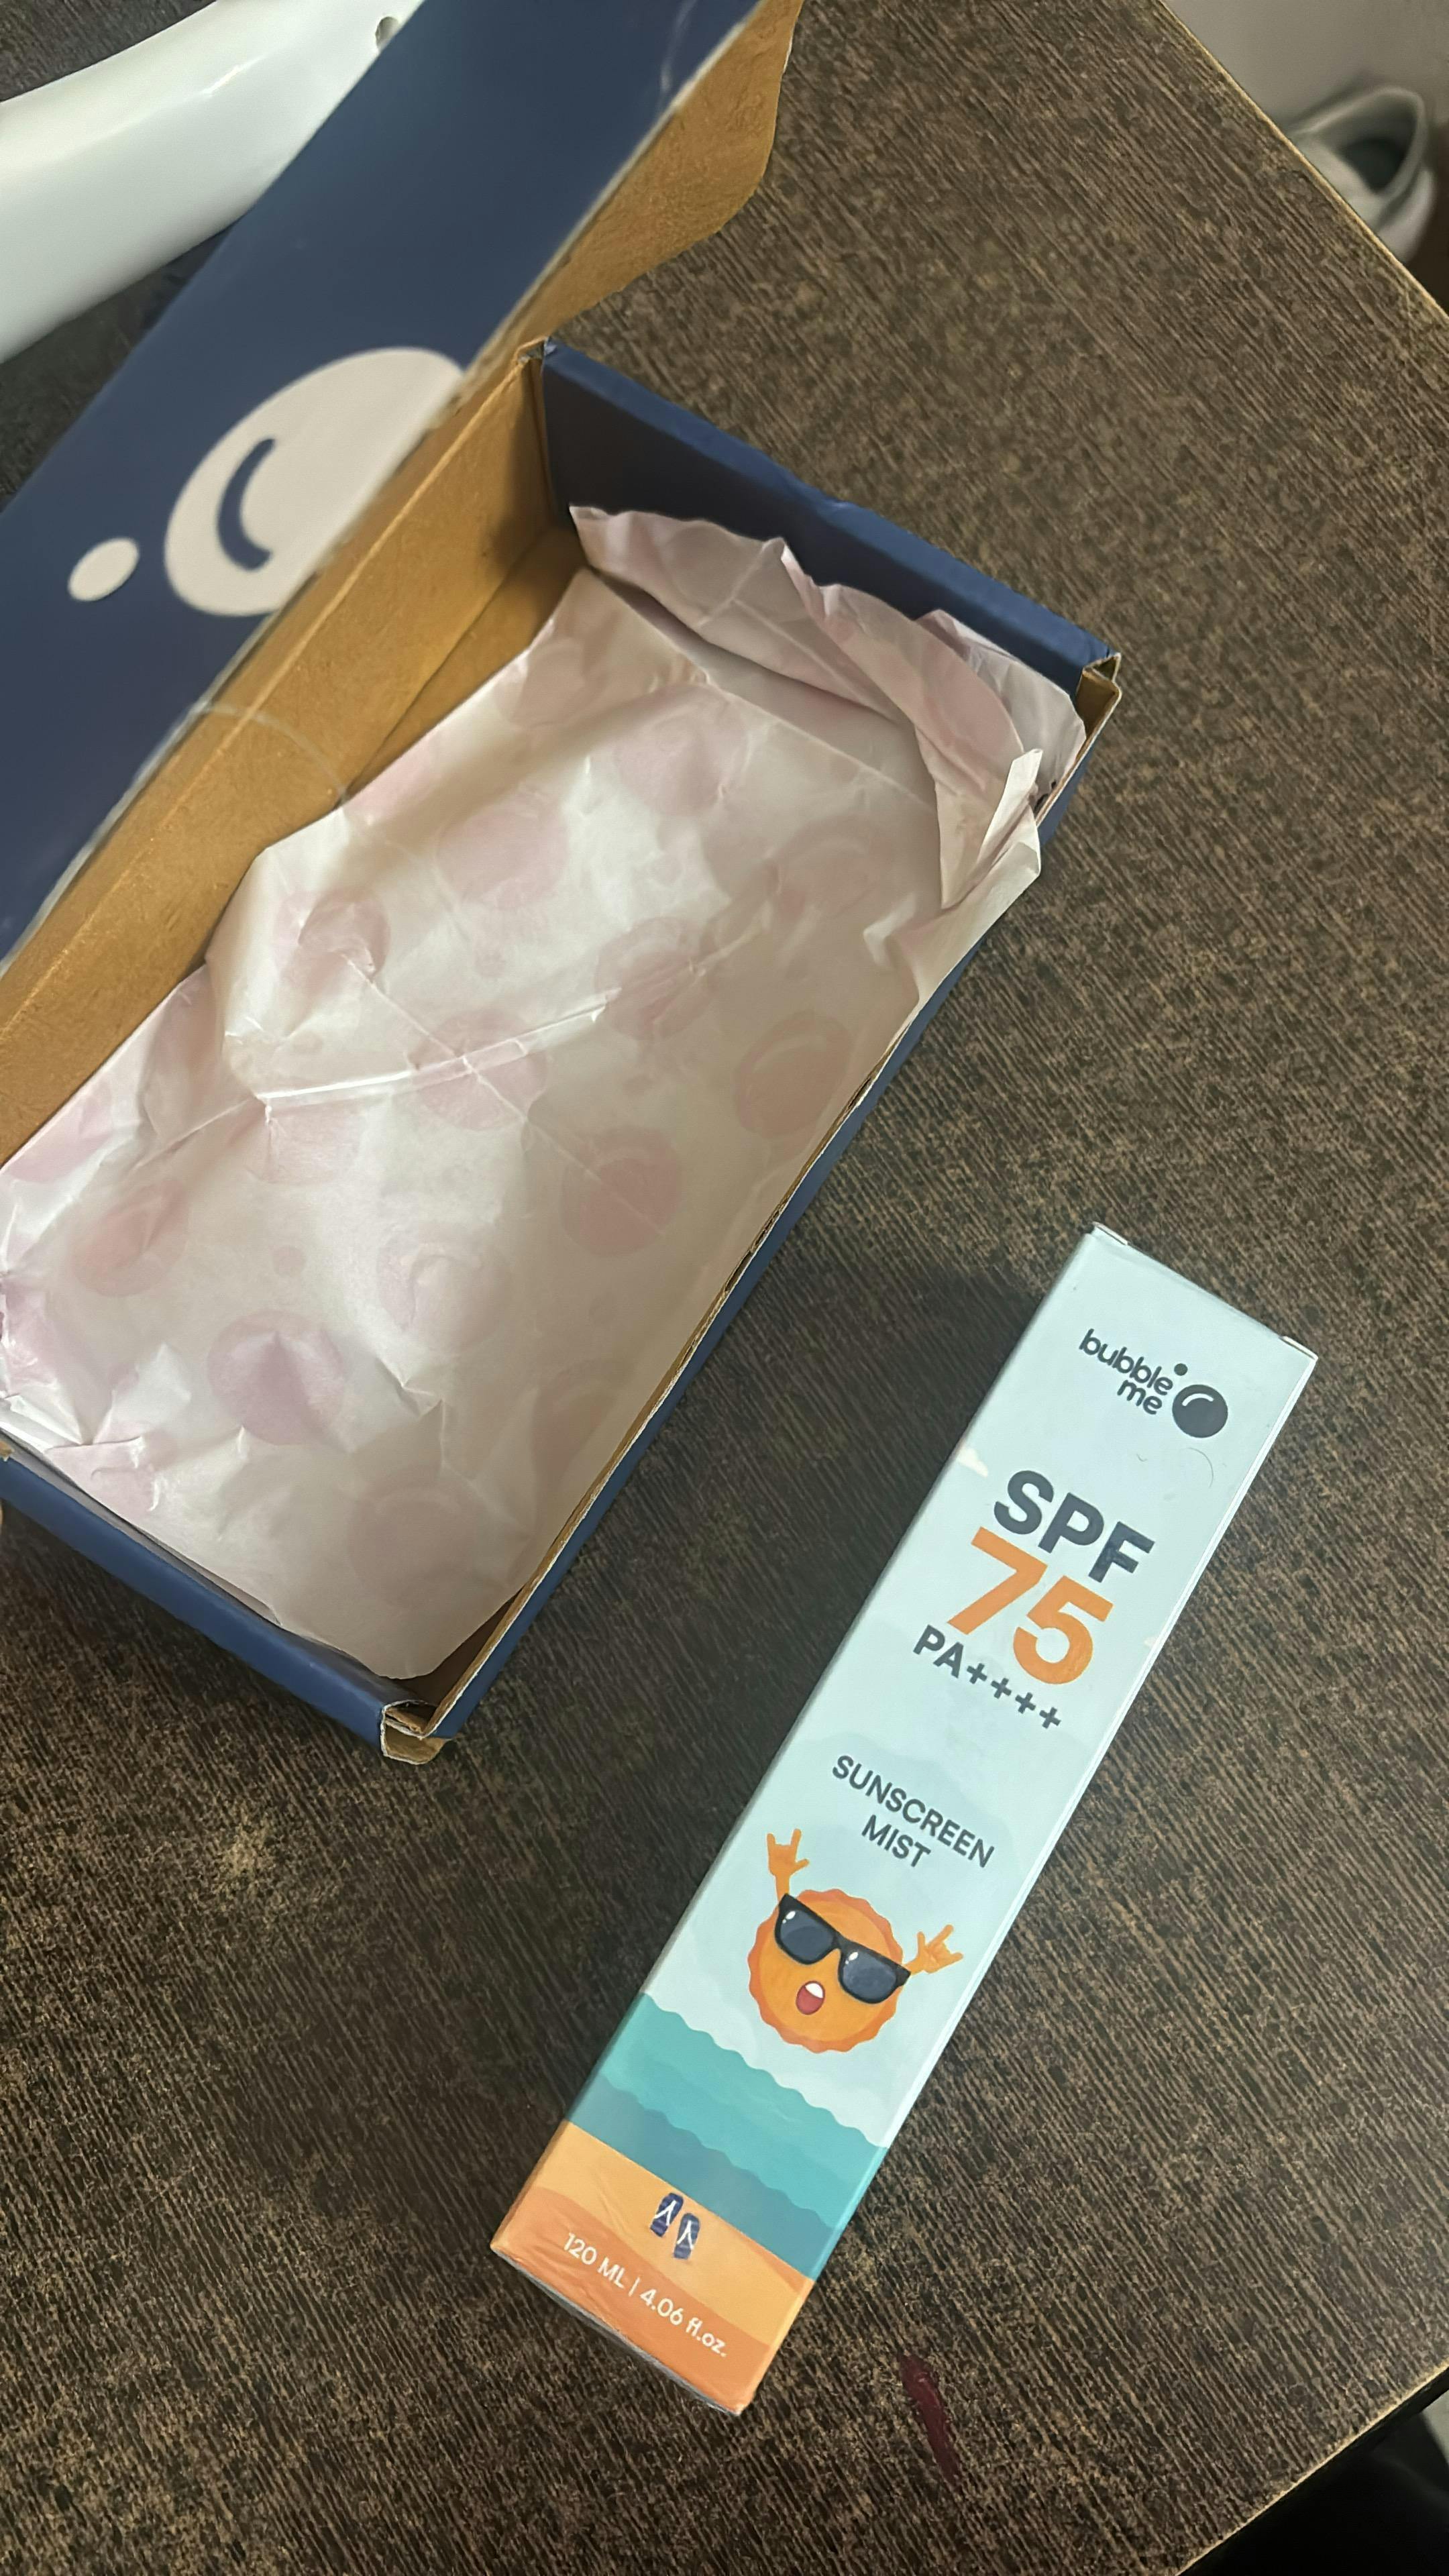 bubble
me
SPF
75
PA++++
SUNSCREEN
MIST
120 ML | 4.06 fl.oz.